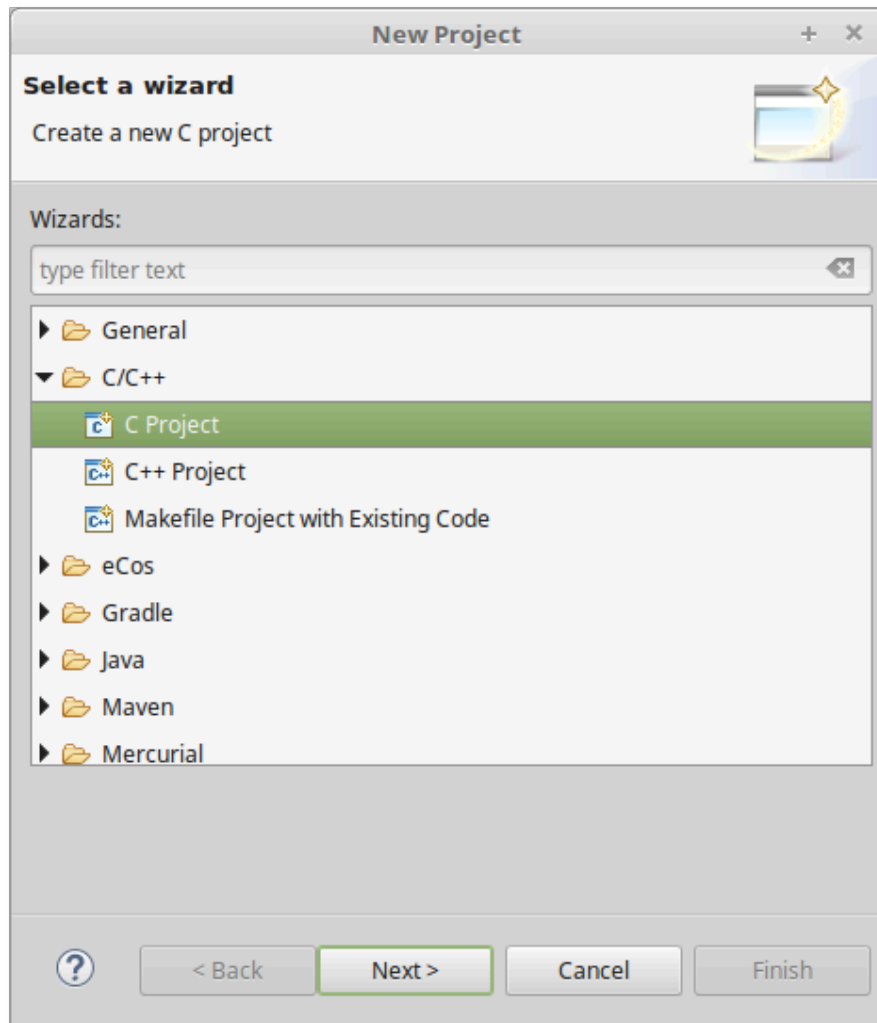 New Project
Select a wizard
Create a new C project
Wizards:
type filter text
General
C/C++
C Project
C++ Project
Makefile Project with Existing Code
eCos
Gradle
Java
Maven
Mercurial
? < Back Next > Cancel Finish